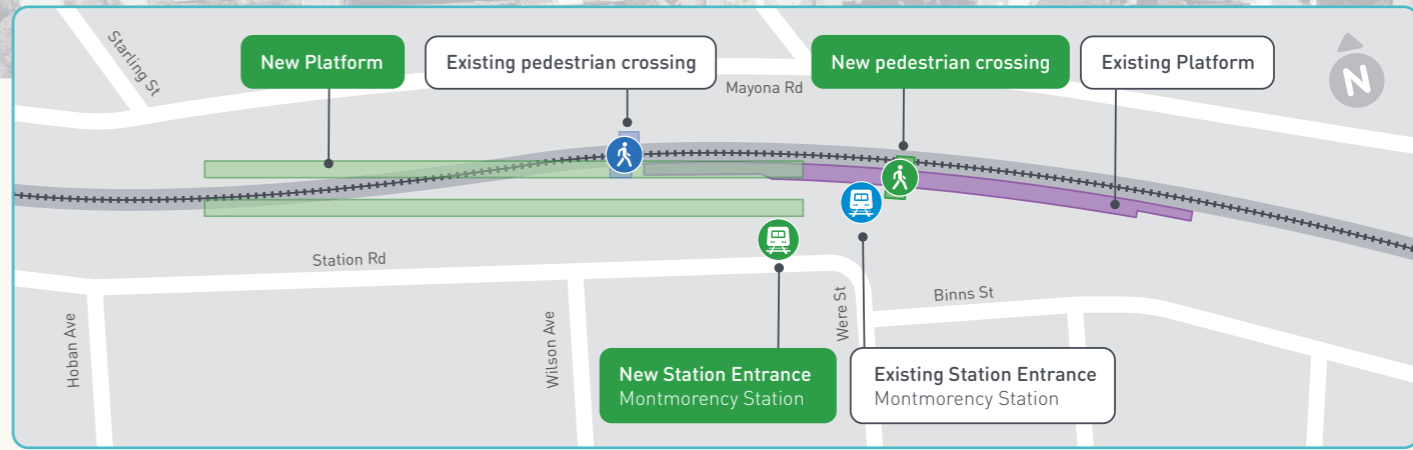 Starling St
New Platform
Existing pedestrian crossing
New pedestrian crossing
Existing Platform
N
Mayona Rd
Station Rd
Binns St
Hoban Ave
Wilson Ave
Were St
New Station Entrance
Montmorency Station
Existing Station Entrance
Montmorency Station